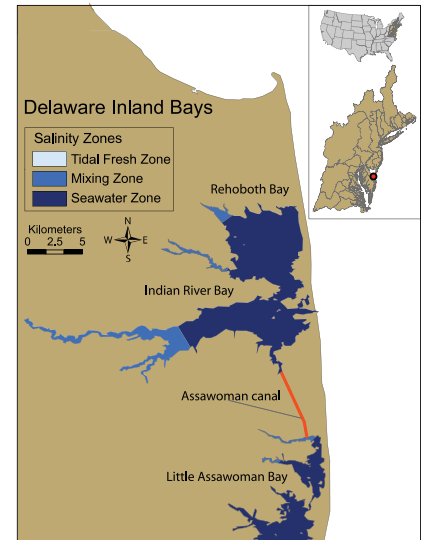 Delaware Inland Bays
Salinity Zones
Tidal Fresh Zone
Mixing Zone
Seawater Zone
Kilometers
0 2.5 5
N
W E
S
Rehoboth Bay
Indian River Bay
Assawoman canal
Little Assawoman Bay